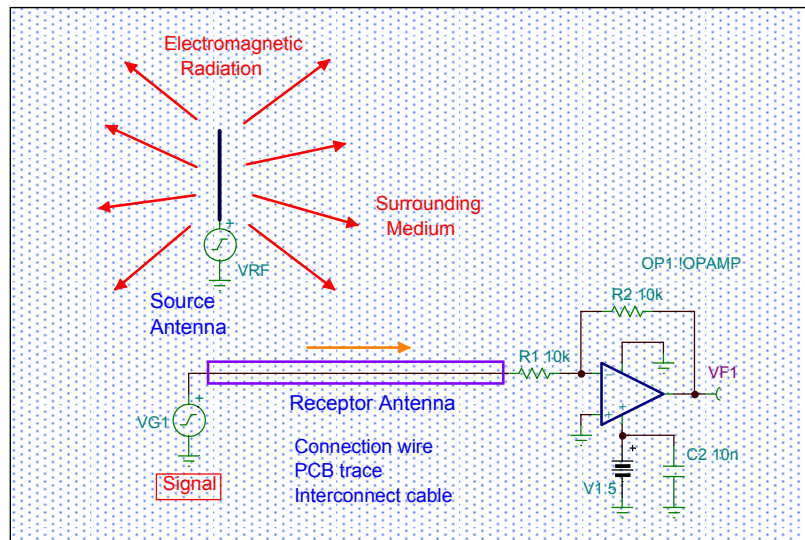 Electromagnetic
Radiation
Surrounding
Medium
+
VRF
OP1 !OPAMP
Source
Antenna
R2 10k
R1 10k
VF1
+
VG1
Receptor Antenna
Connection wire
PCB trace
Interconnect cable
Signal
-
+
+
+
V1 5
C2 10n